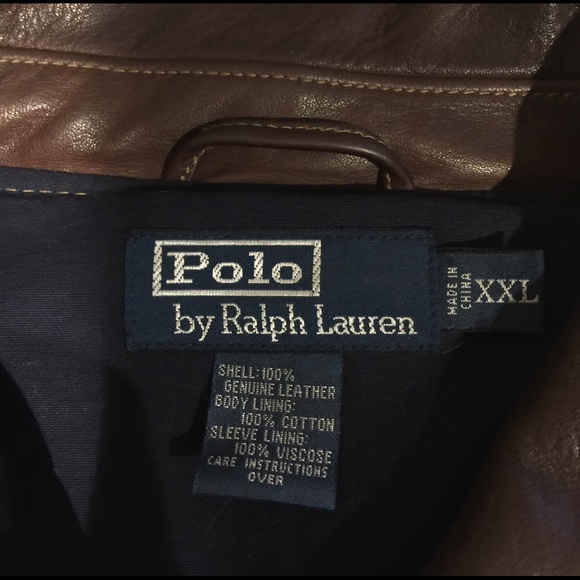 Polo
by Ralph Lauren
MADE IN
CHINA
XXL
SHELL:100%
GENUINE LEATHER
BODY LINING:
100% COTTON
SLEEVE LINING:
100% VISCOSE
CARE INSTRUCTIONS
OVER